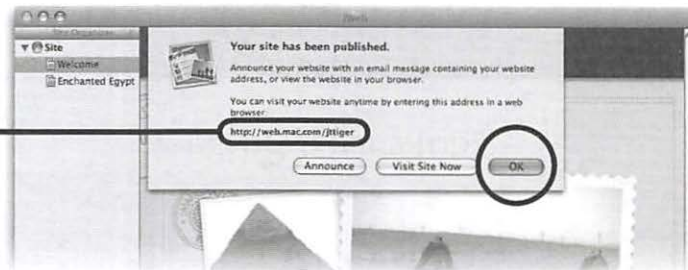 iWeb
Site Organizer
Site
Welcome
Enchanted Egypt
Your site has been published.
Announce your website with an email message containing your website
address, or view the website in your browser.
You can visit your website anytime by entering this address in a web
browser:
http://web.mac.com/jttiger
Announce
Visit Site Now
OK